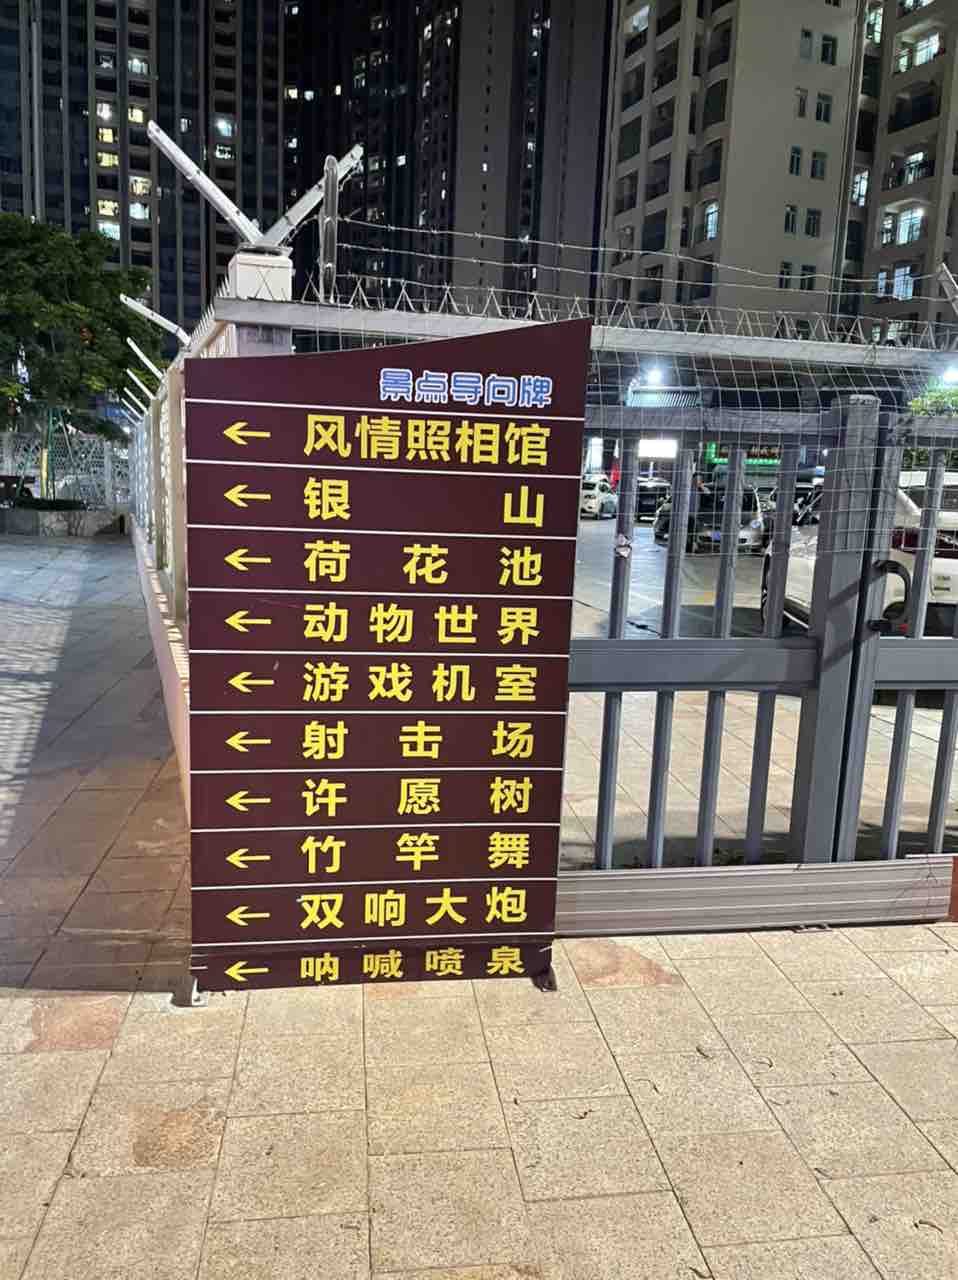 景点导向牌
← 风情照相馆
← 银山
← 荷花池
← 动物世界
← 游戏机室
← 射击场
← 许愿树
← 竹竿舞
← 双响大炮
← 呐喊喷泉